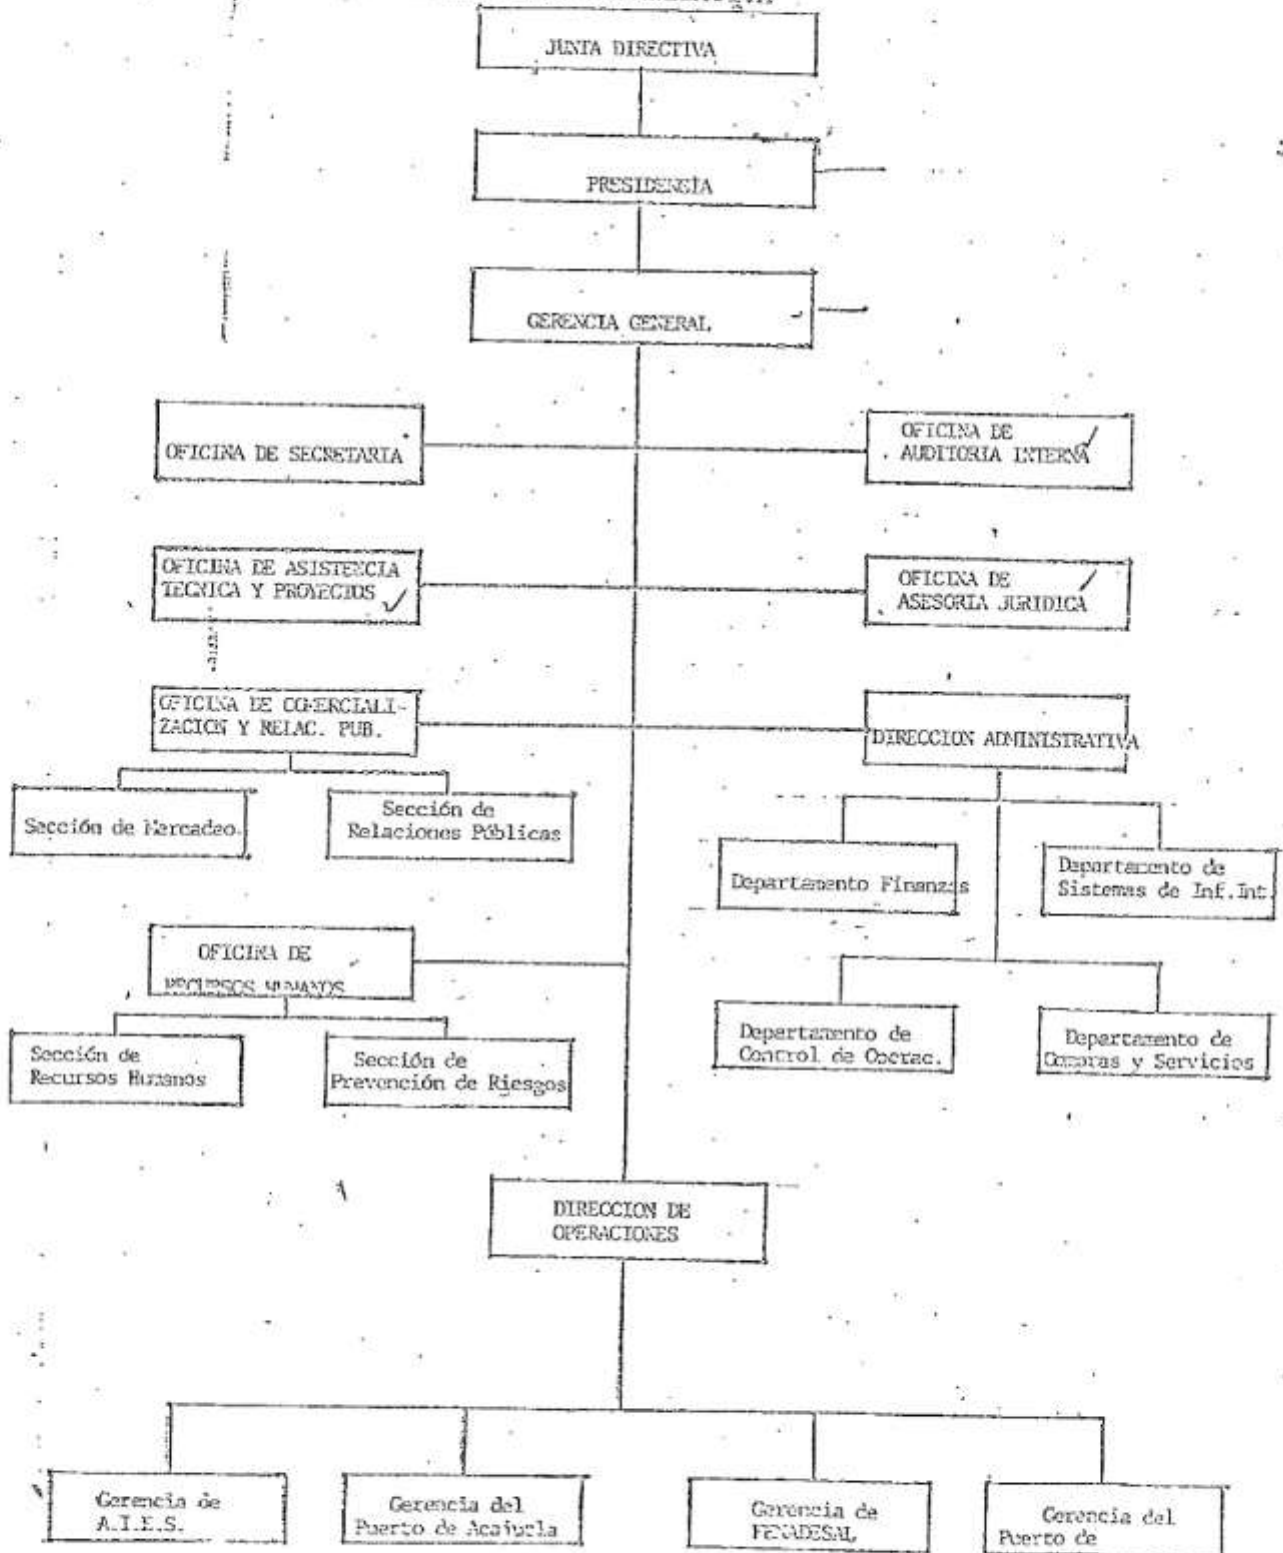 JUNTA DIRECTIVA
PRESIDENCIA
GERENCIA GENERAL
OFICINA DE SECRETARIA
OFICINA DE
AUDITORIA INTERNA
OFICINA DE ASISTENCIA
TECNICA Y PROYECTOS
OFICINA DE
ASESORIA JURIDICA
OFICINA DE COMERCIALI-
ZACION Y RELAC. PUB.
DIRECCION ADMINISTRATIVA
Sección de Mercadeo.
Sección de
Relaciones Públicas
Departamento Finanzas
Departamento de
Sistemas de Inf.Int.
OFICINA DE
RECURSOS HUMANOS
Sección de
Recursos Humanos
Sección de
Prevención de Riesgos
Departamento de
Control de Operac.
Departamento de
Compras y Servicios
DIRECCION DE
OPERACIONES
Gerencia de
A.I.E.S.
Gerencia del
Puerto de Acajutla
Gerencia de
FENADESAL
Gerencia del
Puerto de